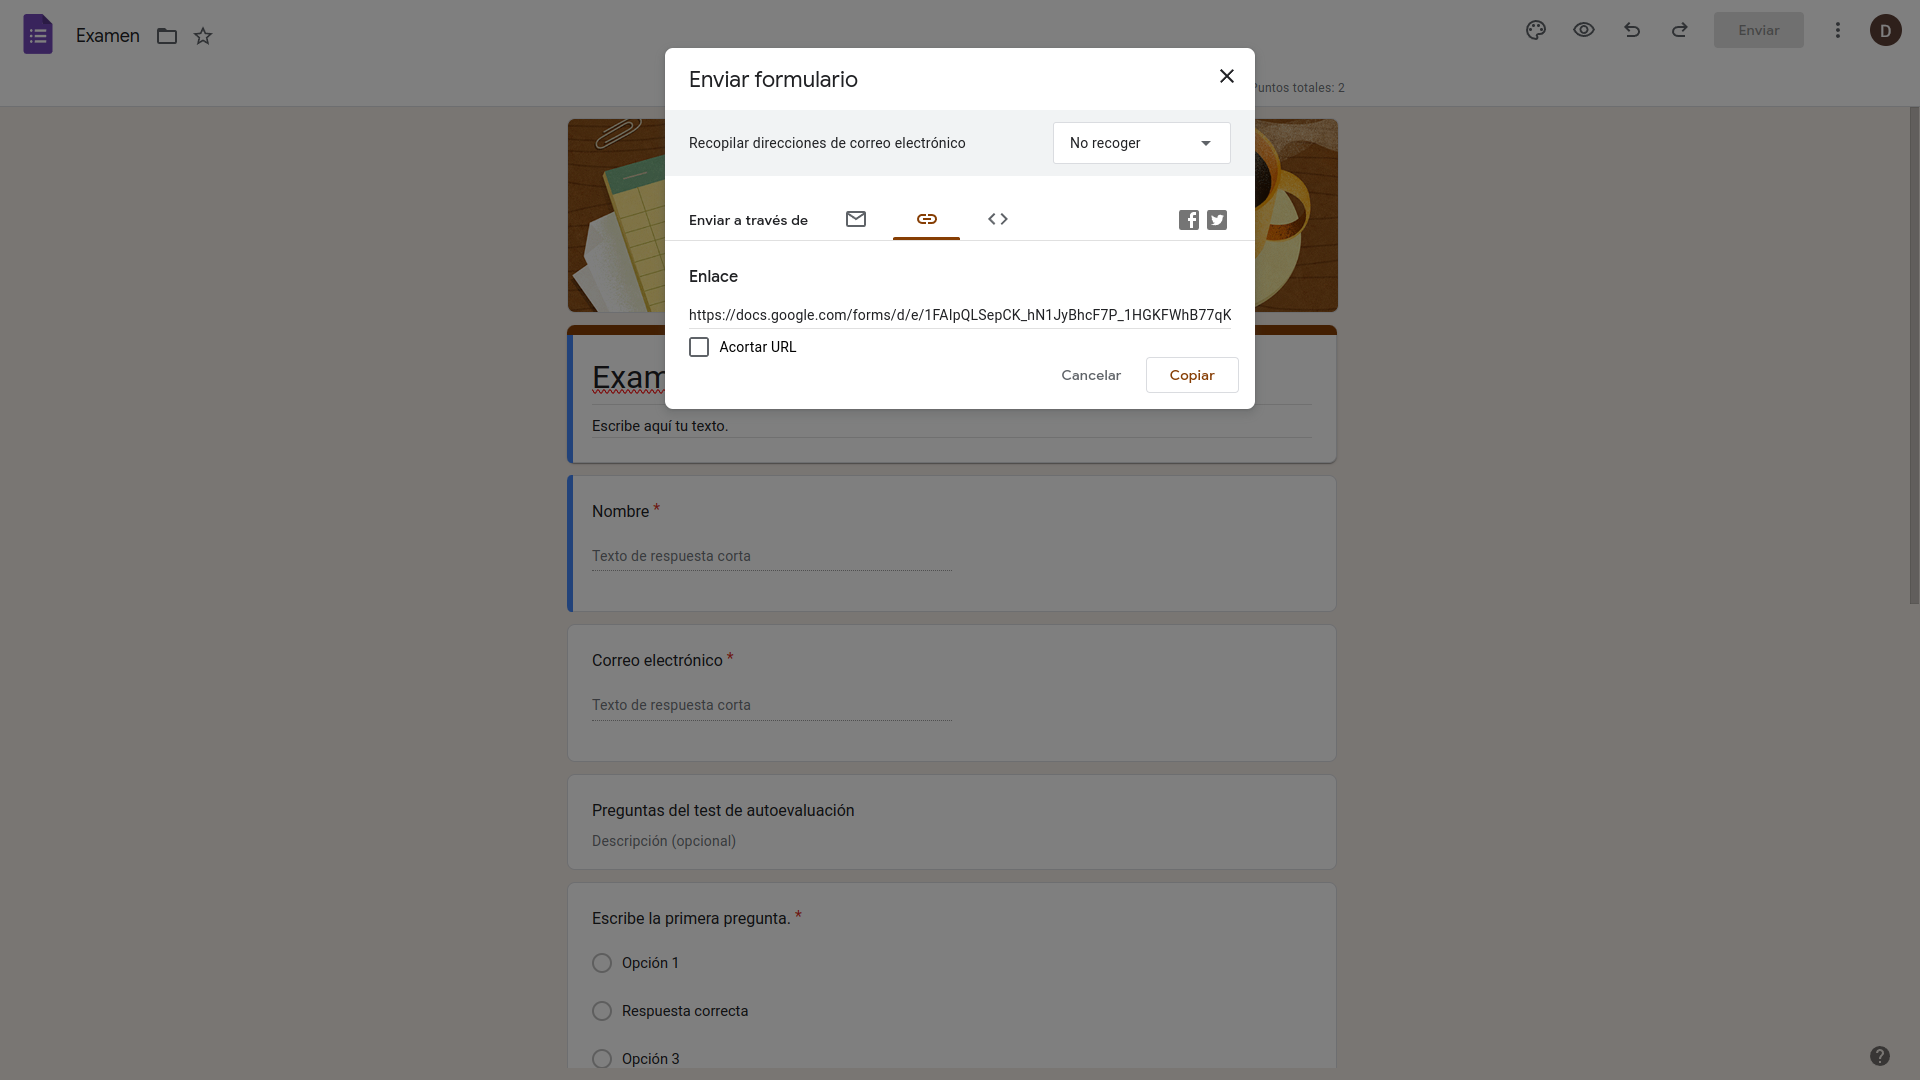 Examen
Enviar
D
Puntos totales: 2
Enviar formulario
Recopilar direcciones de correo electrónico
No recoger
Enviar a través de
Enlace
https://docs.google.com/forms/d/e/1FAIpQLSepCK_hN1JyBhcF7P_1HGKFWhB77qK
Acortar URL
Cancelar
Copiar
Exam
Escribe aquí tu texto.
Nombre *
Texto de respuesta corta
Correo electrónico *
Texto de respuesta corta
Preguntas del test de autoevaluación
Descripción (opcional)
Escribe la primera pregunta. *
Opción 1
Respuesta correcta
Opción 3